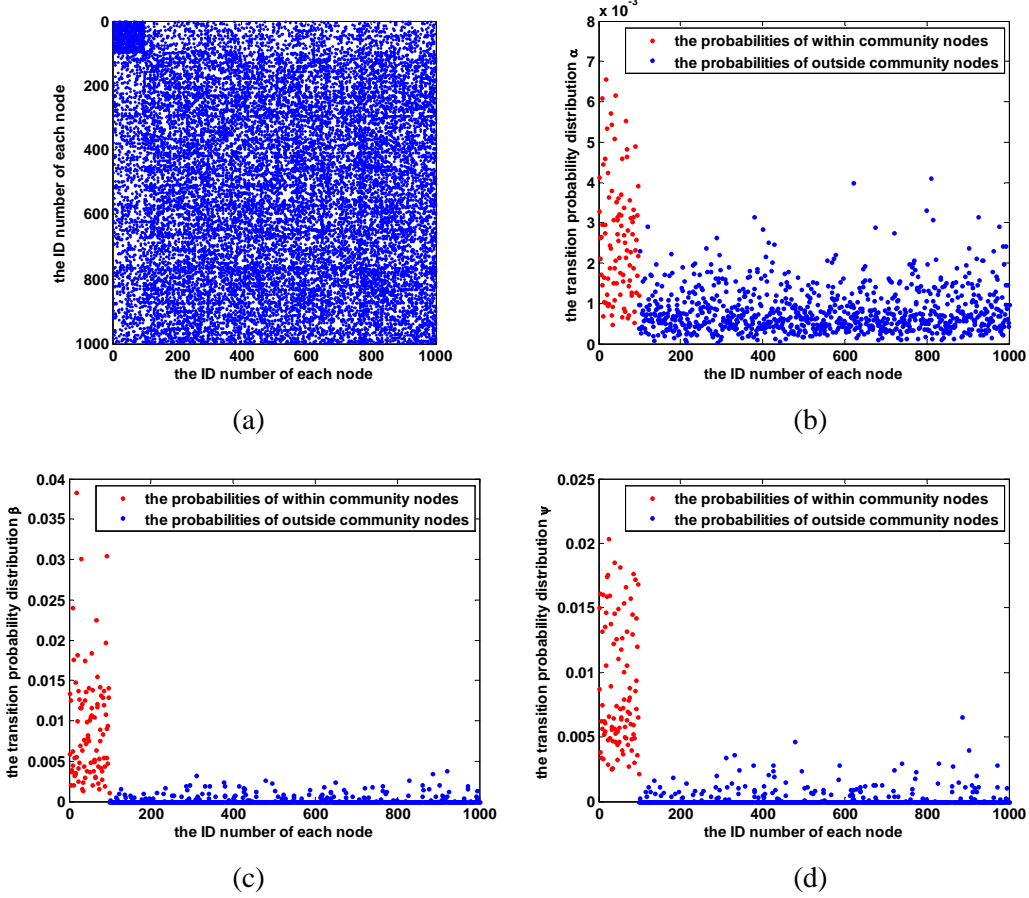 0
200
400
600
800
1000
0 200 400 600 800 1000
the ID number of each node
the ID number of each node
(a)
x 10⁻³
8
7
6
5
4
3
2
1
0
0 200 400 600 800 1000
the transition probability distribution α
the ID number of each node
the probabilities of within community nodes
the probabilities of outside community nodes
(b)
0.04
0.035
0.03
0.025
0.02
0.015
0.01
0.005
0
0 200 400 600 800 1000
the transition probability distribution β
the ID number of each node
the probabilities of within community nodes
the probabilities of outside community nodes
(c)
0.025
0.02
0.015
0.01
0.005
0
0 200 400 600 800 1000
the transition probability distribution ψ
the ID number of each node
the probabilities of within community nodes
the probabilities of outside community nodes
(d)